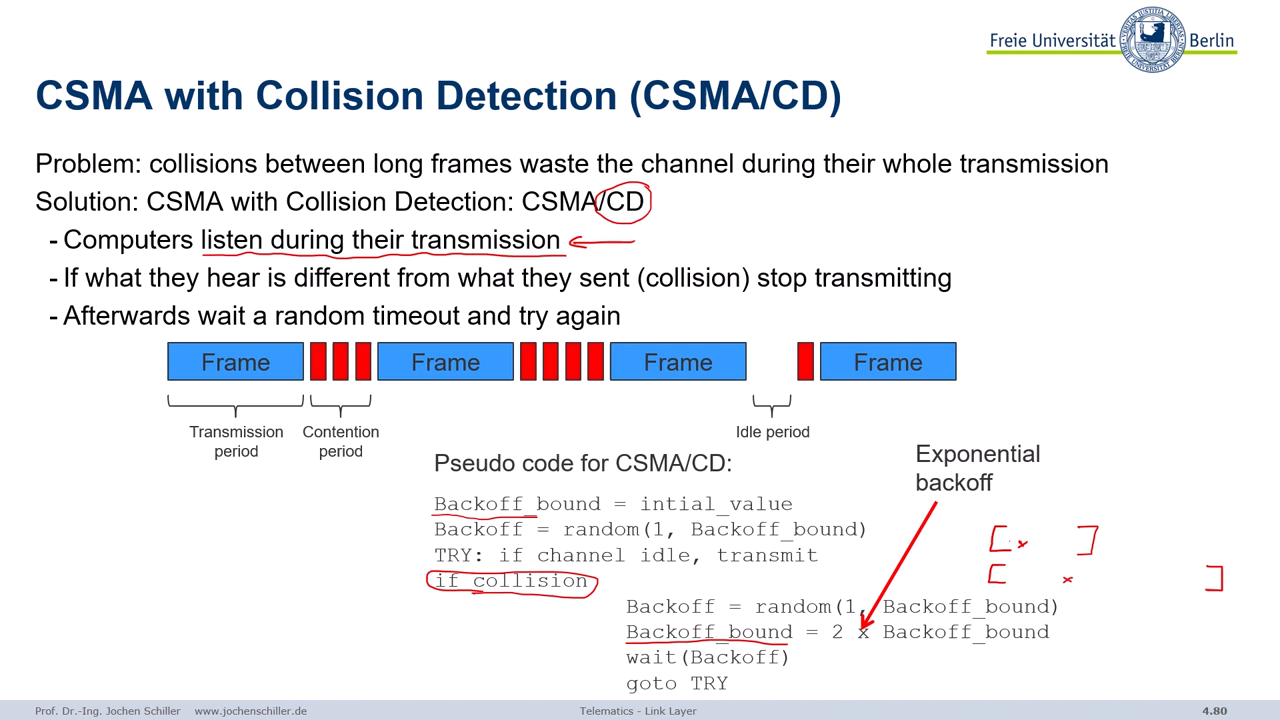 Freie Universität Berlin
CSMA with Collision Detection (CSMA/CD)
Problem: collisions between long frames waste the channel during their whole transmission
Solution: CSMA with Collision Detection: CSMA/CD
- Computers listen during their transmission
- If what they hear is different from what they sent (collision) stop transmitting
- Afterwards wait a random timeout and try again
Frame Frame Frame Frame
Transmission period
Contention period
Idle period
Exponential
backoff
Pseudo code for CSMA/CD:
Backoff_bound = intial_value
Backoff = random(1, Backoff_bound)
TRY: if channel idle, transmit
if collision
[x ]
[ x ]
Backoff = random(1, Backoff_bound)
Backoff_bound = 2 x Backoff_bound
wait(Backoff)
goto TRY
Prof. Dr.-Ing. Jochen Schiller www.jochenschiller.de Telematics - Link Layer 4.80